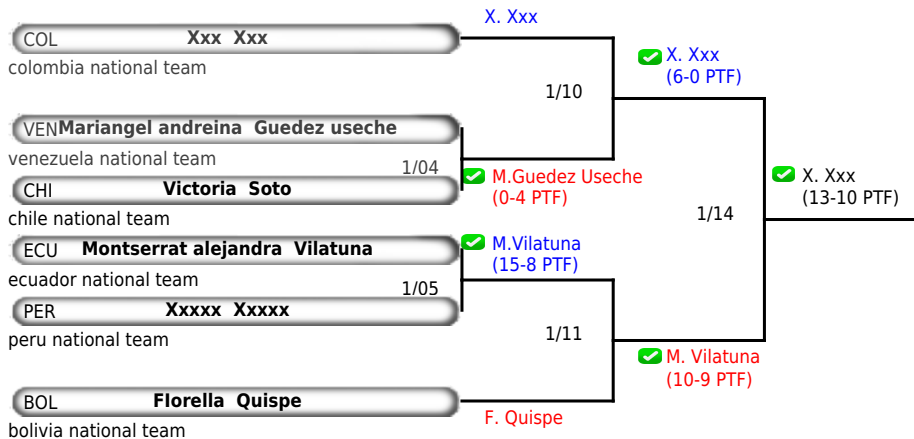 X. Xxx
COL Xxx Xxx
colombia national team
X. Xxx
(6-0 PTF)
1/10
VEN Mariangel andreina Guedez useche
venezuela national team
1/04
CHI Victoria Soto
M.Guedez Useche
(0-4 PTF)
chile national team
X. Xxx
(13-10 PTF)
1/14
ECU Montserrat alejandra Vilatuna
M.Vilatuna
(15-8 PTF)
ecuador national team
1/05
PER Xxxxx Xxxxx
peru national team
1/11
M. Vilatuna
(10-9 PTF)
BOL Florella Quispe
F. Quispe
bolivia national team